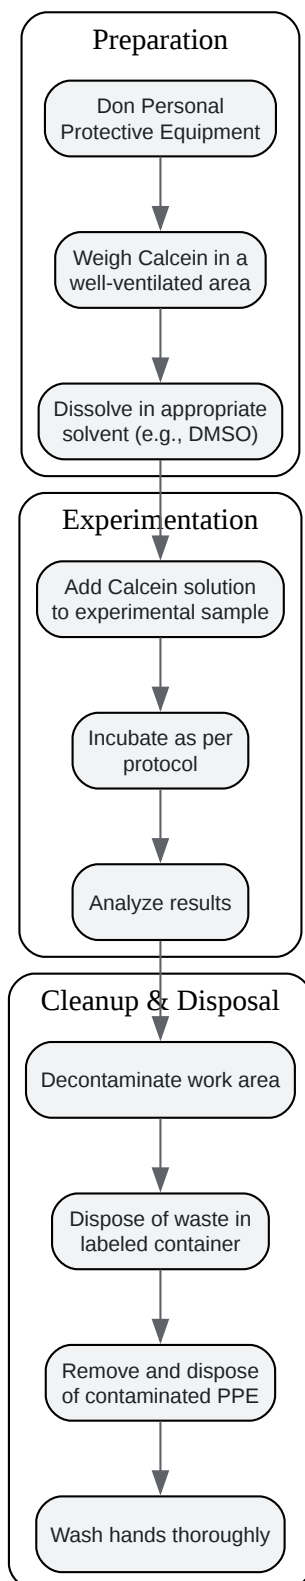 Preparation
Don Personal
Protective Equipment
Weigh Calcein in a
well-ventilated area
Dissolve in appropriate
solvent (e.g., DMSO)
Experimentation
Add Calcein solution
to experimental sample
Incubate as per
protocol
Analyze results
Cleanup & Disposal
Decontaminate work area
Dispose of waste in
labeled container
Remove and dispose
of contaminated PPE
Wash hands thoroughly